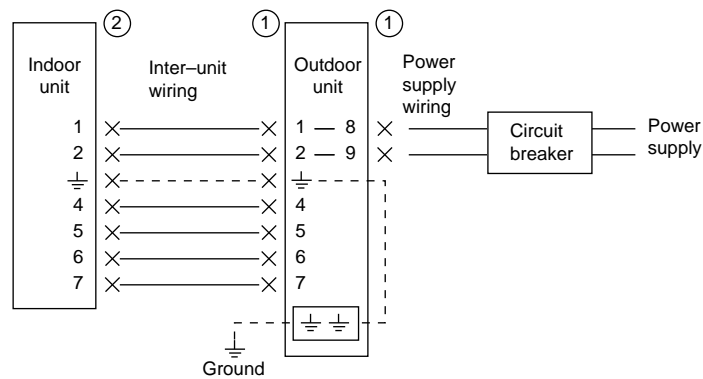 2
1
1
Indoor
unit
Inter–unit
wiring
Outdoor
unit
Power
supply
wiring
1
1 — 8
2
2 — 9
4
4
5
5
6
6
7
7
Circuit
breaker
Power
supply
Ground